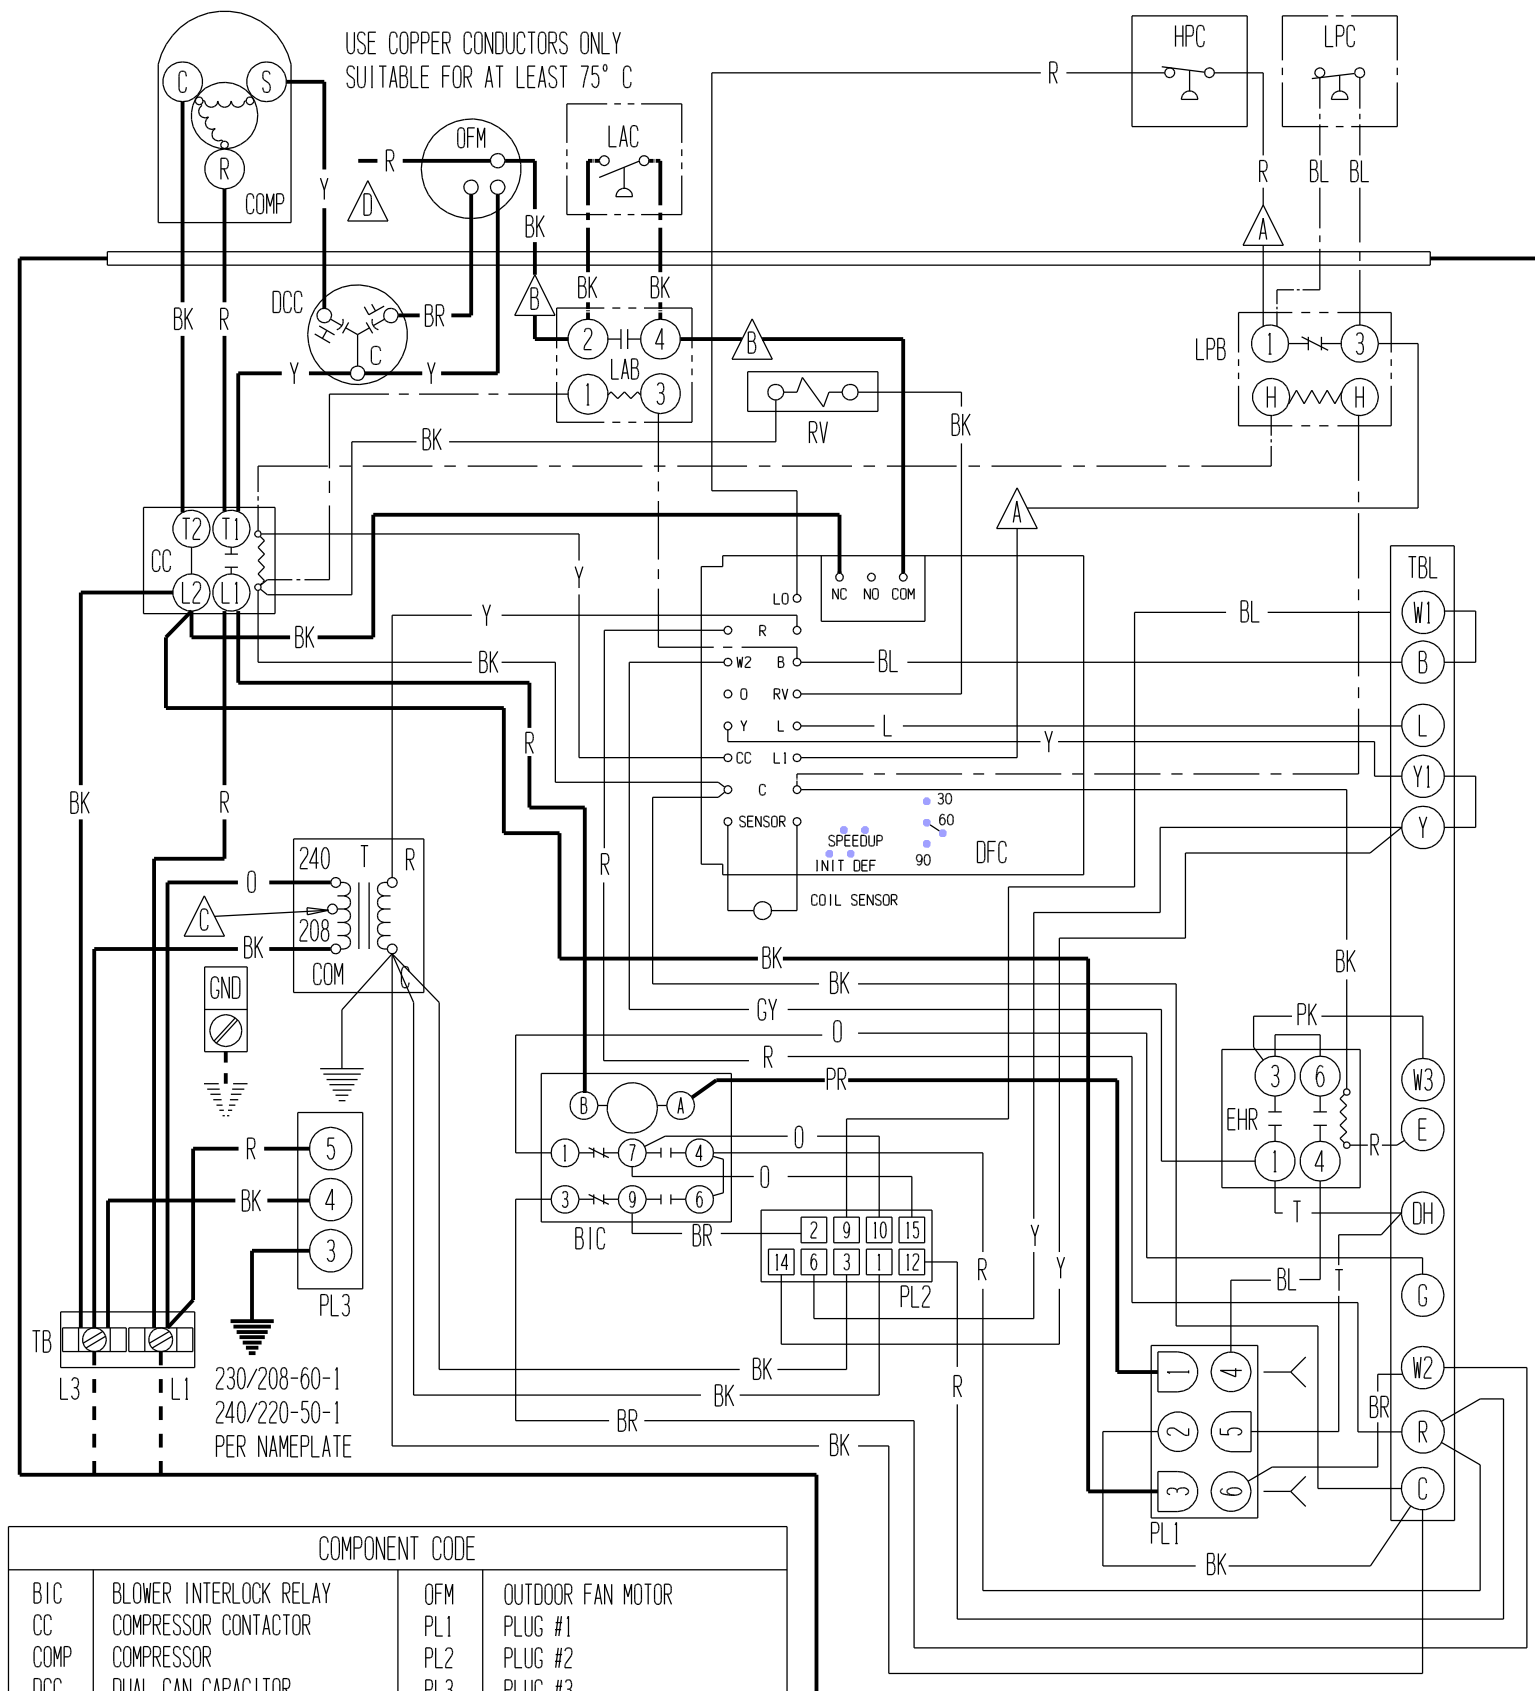 USE COPPER CONDUCTORS ONLY
SUITABLE FOR AT LEAST 75° C
HPC
LPC
C
S
R
COMP
OFM
R
D
LAC
R
Y
BK
R
BL
BL
A
DCC
BK
R
H
F
C
BR
B
BK
BK
2
4
LAB
1
3
B
LPB
1
3
H
H
Y
Y
RV
BK
BK
A
T2
T1
CC
L2
L1
Y
Y
BK
BK
NC
NO
COM
LO
R
W2
B
O
RV
Y
L
CC
L1
C
SENSOR
BL
L
Y
BL
TBL
W1
B
L
Y1
Y
R
BK
R
30
60
90
SPEEDUP
INIT DEF
DFC
COIL SENSOR
240
T
R
208
COM
C
O
C
BK
GND
R
BK
BK
GY
O
R
PR
BK
PK
3
6
EHR
1
4
R
T
W3
E
DH
G
W2
R
C
B
A
1
7
4
3
9
6
BIC
O
O
BR
2
9
10
15
14
6
3
1
12
PL2
R
BK
5
4
3
PL3
TB
L3
L1
230/208-60-1
240/220-50-1
PER NAMEPLATE
BK
BK
BR
BK
R
R
Y
Y
BL
T
BR
1
4
2
5
3
6
PL1
BK
COMPONENT CODE
BIC BLOWER INTERLOCK RELAY OFM OUTDOOR FAN MOTOR
CC COMPRESSOR CONTACTOR PL1 PLUG #1
COMP COMPRESSOR PL2 PLUG #2
DCC DUAL CAN CAPACITOR PL3 PLUG #3